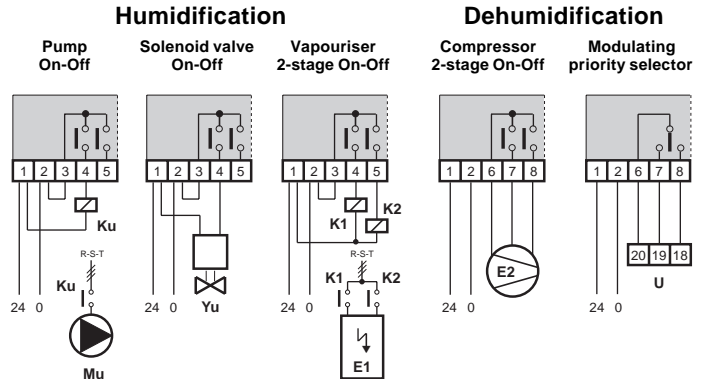 Humidification Dehumidification
Pump
On-Off
Solenoid valve
On-Off
Vapouriser
2-stage On-Off
Compressor
2-stage On-Off
Modulating
priority selector
1 2 3 4 5
1 2 3 4 5
1 2 3 4 5
1 2 6 7 8
1 2 6 7 8
Ku
K1
K2
R-S-T
R-S-T
20 19 18
Ku
K1
K2
E2
U
24 0
24 0
Yu
24 0
24 0
Mu
E1